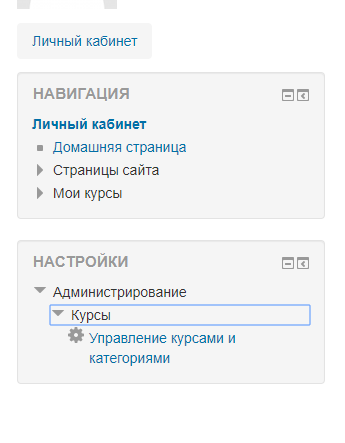 Личный кабинет
НАВИГАЦИЯ
Личный кабинет
Домашняя страница
Страницы сайта
Мои курсы
НАСТРОЙКИ
Администрирование
Курсы
Управление курсами и
категориями